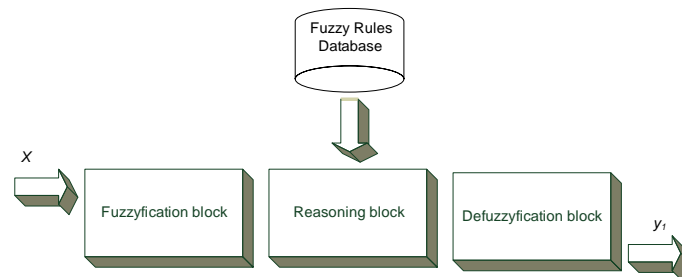 Fuzzy Rules
Database
X
Fuzzyfication block
Reasoning block
Defuzzyfication block
y₁